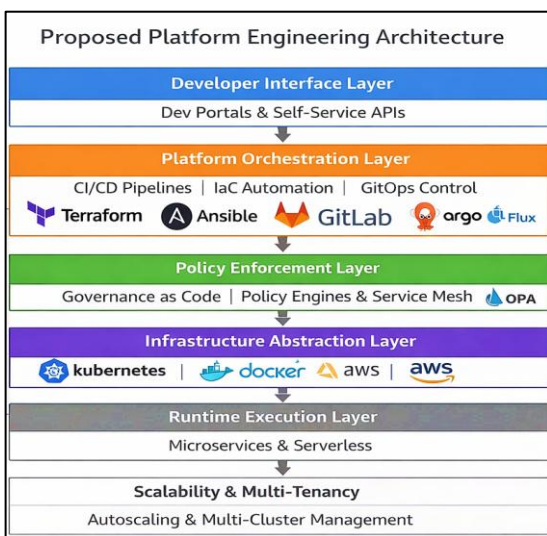 Proposed Platform Engineering Architecture
Developer Interface Layer
Dev Portals & Self-Service APIs
Platform Orchestration Layer
CI/CD Pipelines | IaC Automation | GitOps Control
Terraform ANSIBLE GitLab argo Flux
Policy Enforcement Layer
Governance as Code | Policy Engines & Service Mesh OPA
Infrastructure Abstraction Layer
kubernetes | docker aws | aws
Runtime Execution Layer
Microservices & Serverless
Scalability & Multi-Tenancy
Autoscaling & Multi-Cluster Management